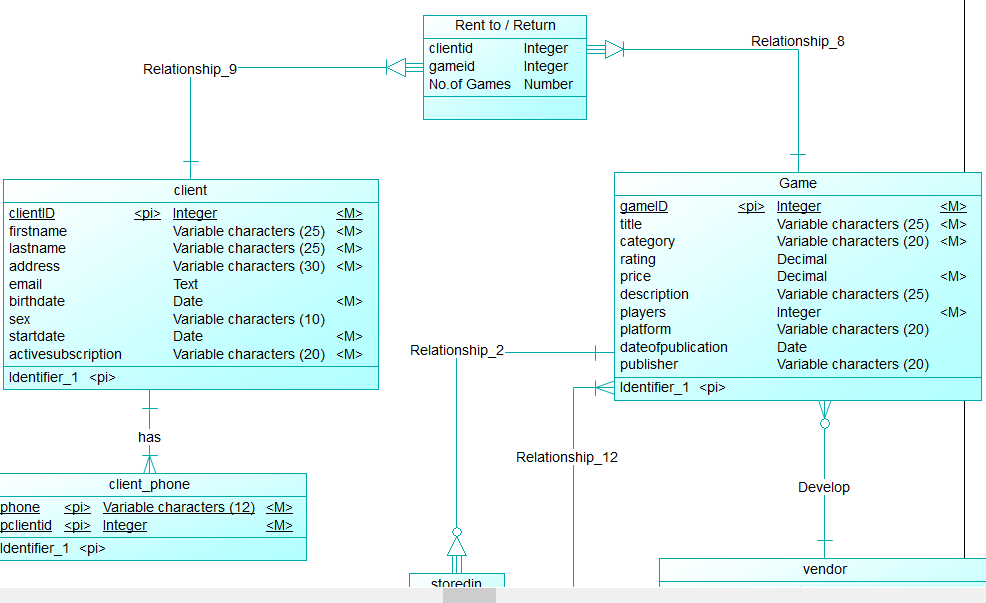 Rent to / Return
clientid Integer
gameid Integer
No.of Games Number
Relationship_9
Relationship_8
client
clientID <pi> Integer <M>
firstname Variable characters (25) <M>
lastname Variable characters (25) <M>
address Variable characters (30) <M>
email Text
birthdate Date <M>
sex Variable characters (10)
startdate Date <M>
activesubscription Variable characters (20) <M>
Identifier_1 <pi>
Game
gameID <pi> Integer <M>
title Variable characters (25) <M>
category Variable characters (20) <M>
rating Decimal
price Decimal <M>
description Variable characters (25)
players Integer <M>
platform Variable characters (20)
dateofpublication Date
publisher Variable characters (20)
Identifier_1 <pi>
Relationship_2
has
Relationship_12
client_phone
phone <pi> Variable characters (12) <M>
pclientid <pi> Integer <M>
Identifier_1 <pi>
Develop
storedin
vendor